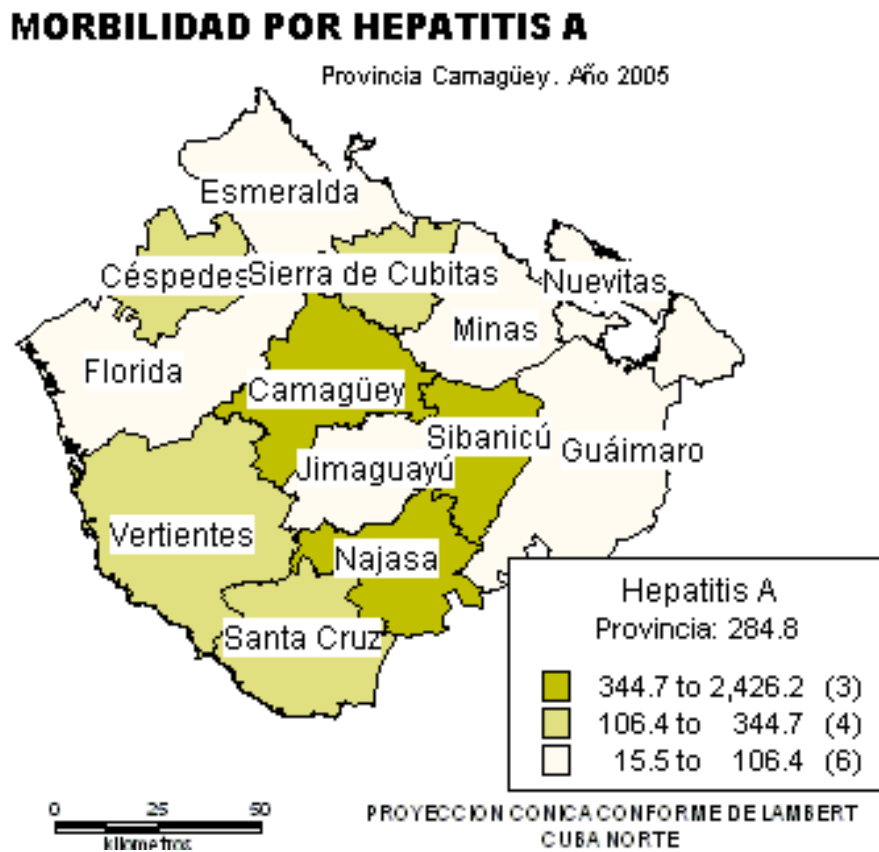 MORBILIDAD POR HEPATITIS A
Provincia Camagüey. Año 2005
Esmeralda
Céspedes
Sierra de Cubitas
Nuevitas
Minas
Florida
Camagüey
Sibanicú
Guáimaro
Jimaguayú
Vertientes
Najasa
Santa Cruz
Hepatitis A
Provincia: 284.8
344.7 to 2,426.2 (3)
106.4 to 344.7 (4)
15.5 to 106.4 (6)
0 25 50
kilometros
PROYECCION CONICA CONFORME DE LAMBERT
CUBA NORTE